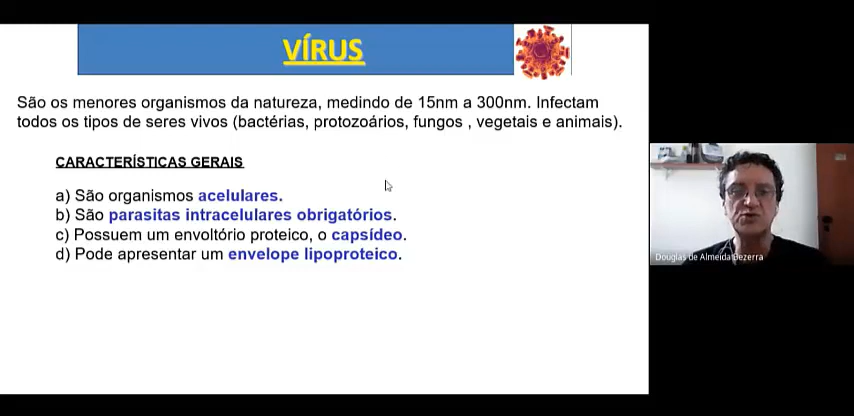 VÍRUS
São os menores organismos da natureza, medindo de 15nm a 300nm. Infectam
todos os tipos de seres vivos (bactérias, protozoários, fungos , vegetais e animais).
CARACTERÍSTICAS GERAIS
a) São organismos acelulares.
b) São parasitas intracelulares obrigatórios.
c) Possuem um envoltório proteico, o capsídeo.
d) Pode apresentar um envelope lipoproteico.
Douglas de Almeida Bezerra